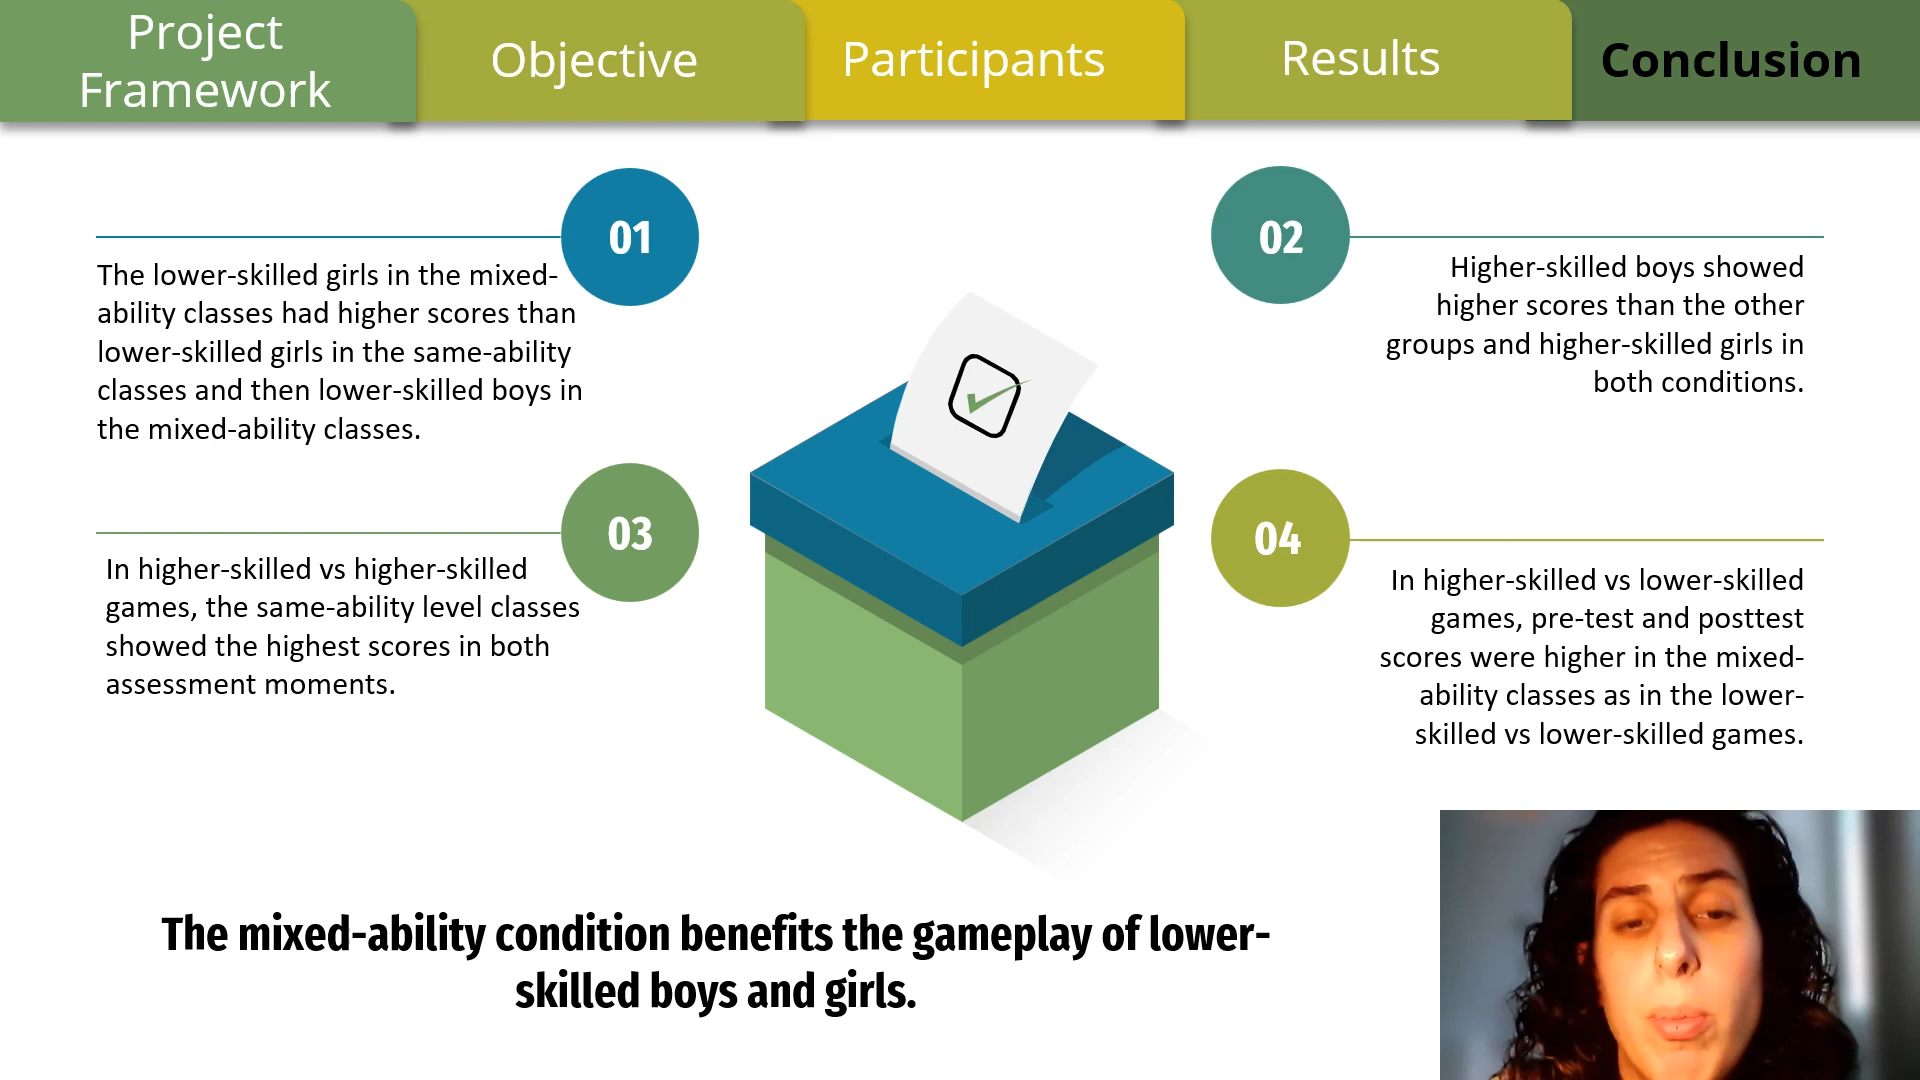 Project
Framework
Objective
Participants
Results
Conclusion
01
The lower-skilled girls in the mixed-
ability classes had higher scores than
lower-skilled girls in the same-ability
classes and then lower-skilled boys in
the mixed-ability classes.
02
Higher-skilled boys showed
higher scores than the other
groups and higher-skilled girls in
both conditions.
03
In higher-skilled vs higher-skilled
games, the same-ability level classes
showed the highest scores in both
assessment moments.
04
In higher-skilled vs lower-skilled
games, pre-test and posttest
scores were higher in the mixed-
ability classes as in the lower-
skilled vs lower-skilled games.
The mixed-ability condition benefits the gameplay of lower-
skilled boys and girls.